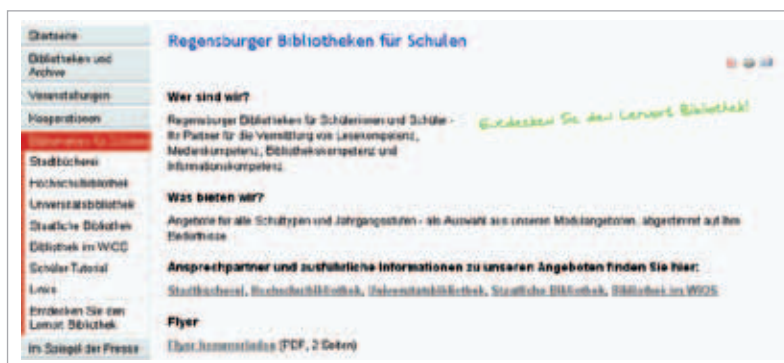 Startseite
Bibliotheken und
Archive
Veranstaltungen
Kooperationen
Bibliotheken für Schulen
Stadtbücherei
Hochschulbibliothek
Universitätsbibliothek
Staatliche Bibliothek
Bibliothek im WiOS
Schüler Tutorial
Links
Entdecken Sie den
Lernort Bibliothek
Im Spiegel der Presse
Regensburger Bibliotheken für Schulen
Wer sind wir?
Regensburger Bibliotheken für Schülerinnen und Schüler -
Ihr Partner für die Vermittlung von Lesekompetenz,
Medienkompetenz, Bibliothekskompetenz und
Informationskompetenz.
Entdecken Sie den Lernort Bibliothek!
Was bieten wir?
Angebote für alle Schultypen und Jahrgangsstufen - als Auswahl aus unseren Modulangeboten, abgestimmt auf Ihre
Bedürfnisse
Ansprechpartner und ausführliche Informationen zu unseren Angeboten finden Sie hier:
Stadtbücherei, Hochschulbibliothek, Universitätsbibliothek, Staatliche Bibliothek, Bibliothek im WIOS
Flyer
Flyer herunterladen (PDF, 2 Seiten)